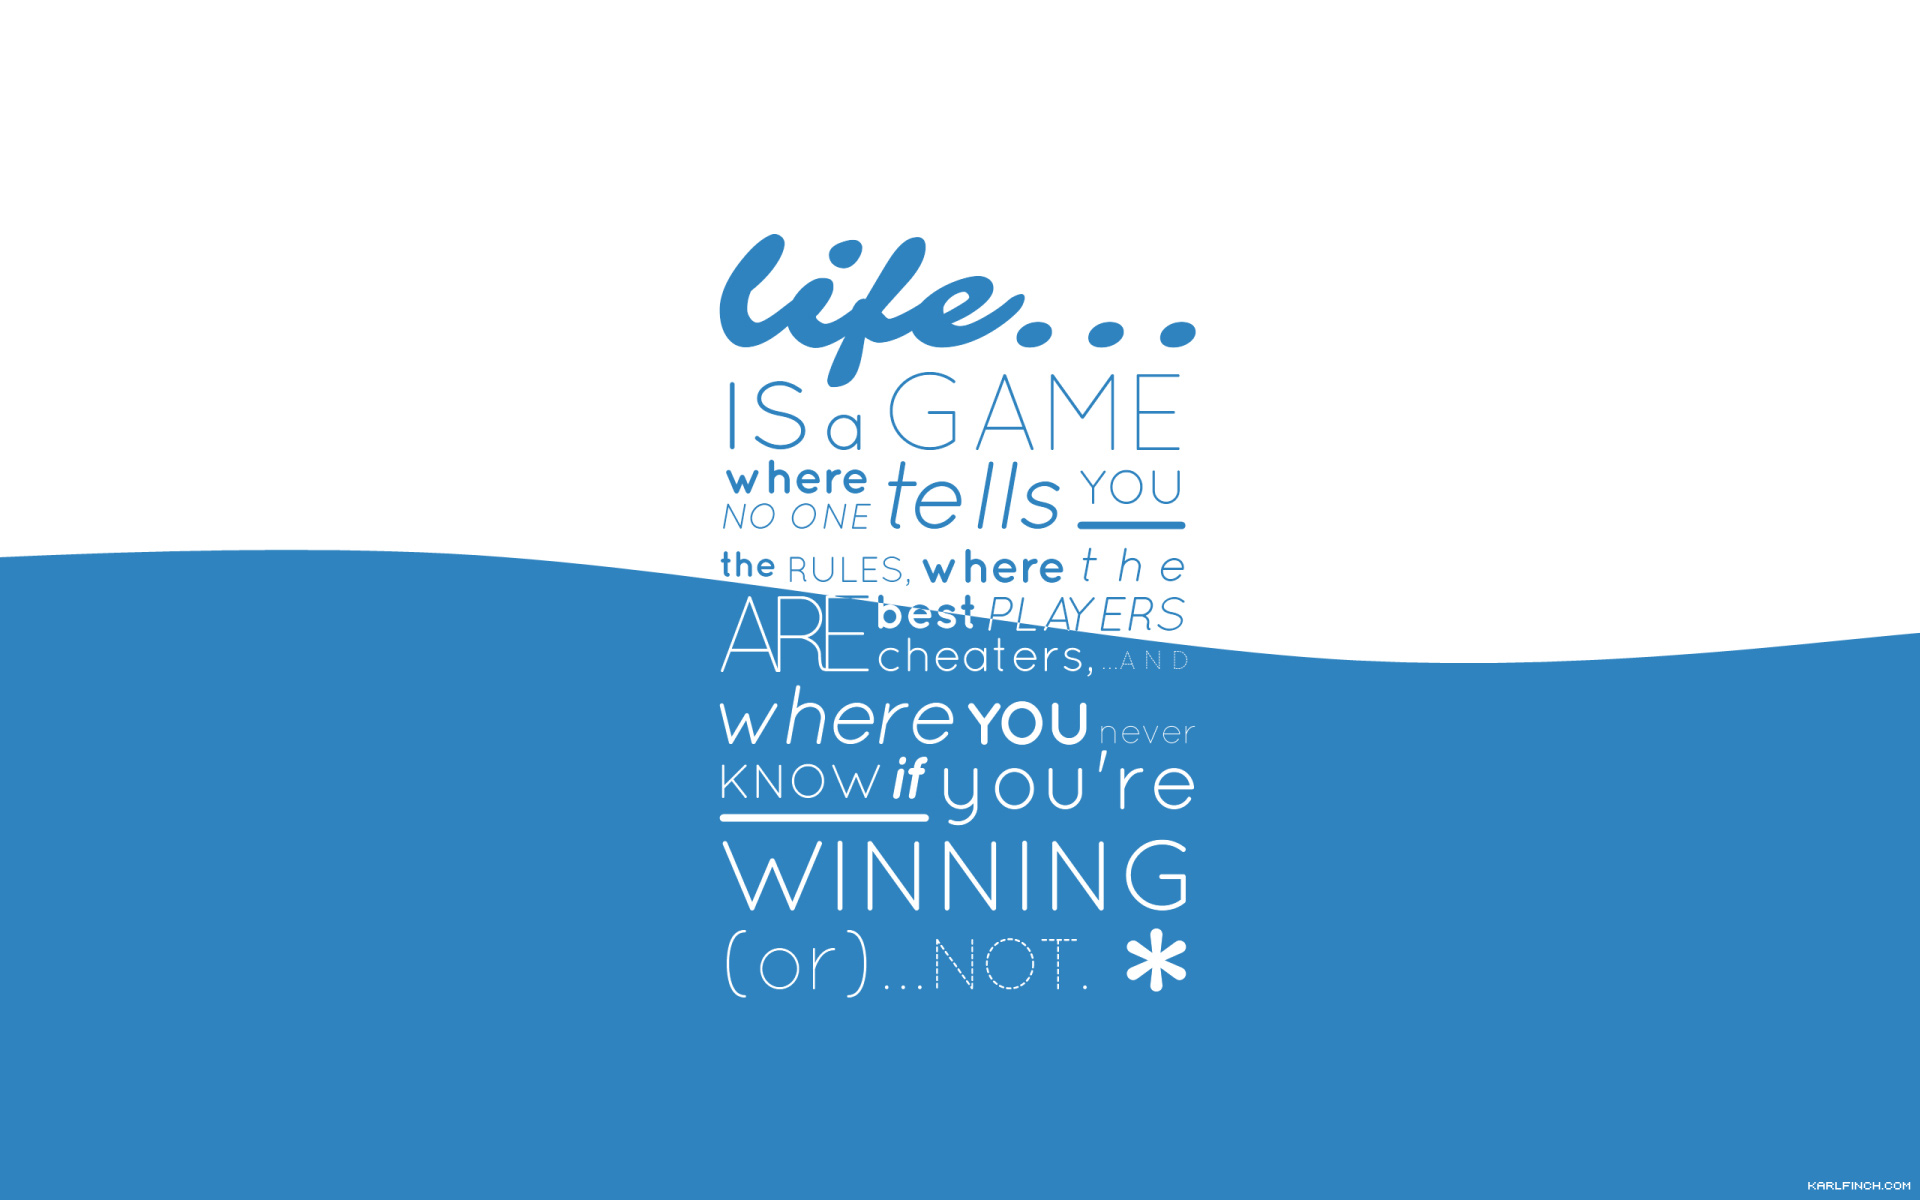 life...
IS a GAME
where
NO ONE tells YOU
the RULES, where the
ARE best PLAYERS
cheaters, ...AND
where YOU never
KNOW if you're
WINNING
(or) ...NOT. *
KARLFINCH.COM